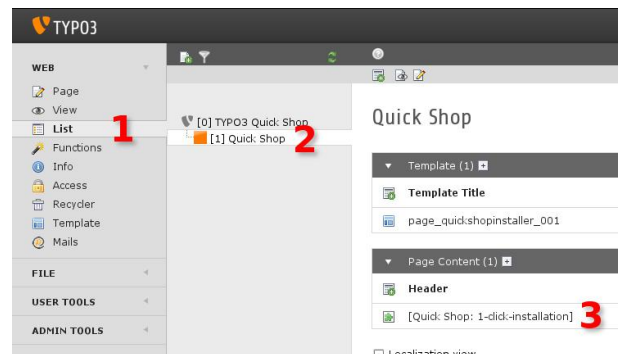 TYPO3
WEB
Page
View
List
1
Functions
Info
Access
Recycler
Template
Mails
FILE
USER TOOLS
ADMIN TOOLS
[0] TYPO3 Quick Shop
[1] Quick Shop
2
Quick Shop
Template (1)
Template Title
page_quickshopinstaller_001
Page Content (1)
Header
[Quick Shop: 1-click-installation]
3
Localization view